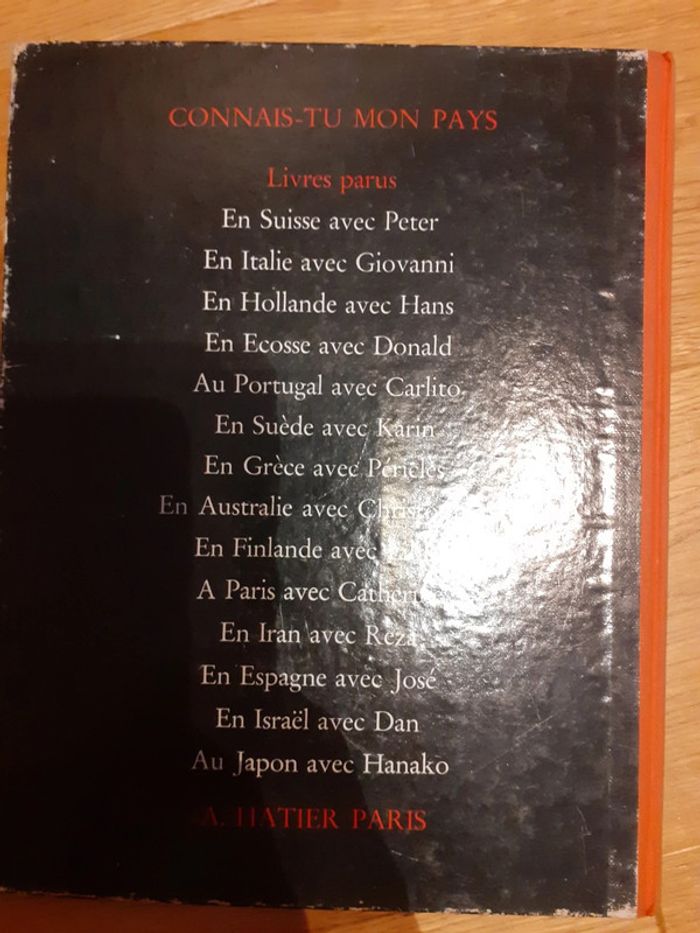 CONNAIS-TU MON PAYS
Livres parus
En Suisse avec Peter
En Italie avec Giovanni
En Hollande avec Hans
En Ecosse avec Donald
Au Portugal avec Carlito
En Suède avec Karin
En Grèce avec Périclès
En Australie avec
En Finlande avec
A Paris avec Catherine
En Iran avec Reza
En Espagne avec José
En Israël avec Dan
Au Japon avec Hanako
A. HATIER PARIS